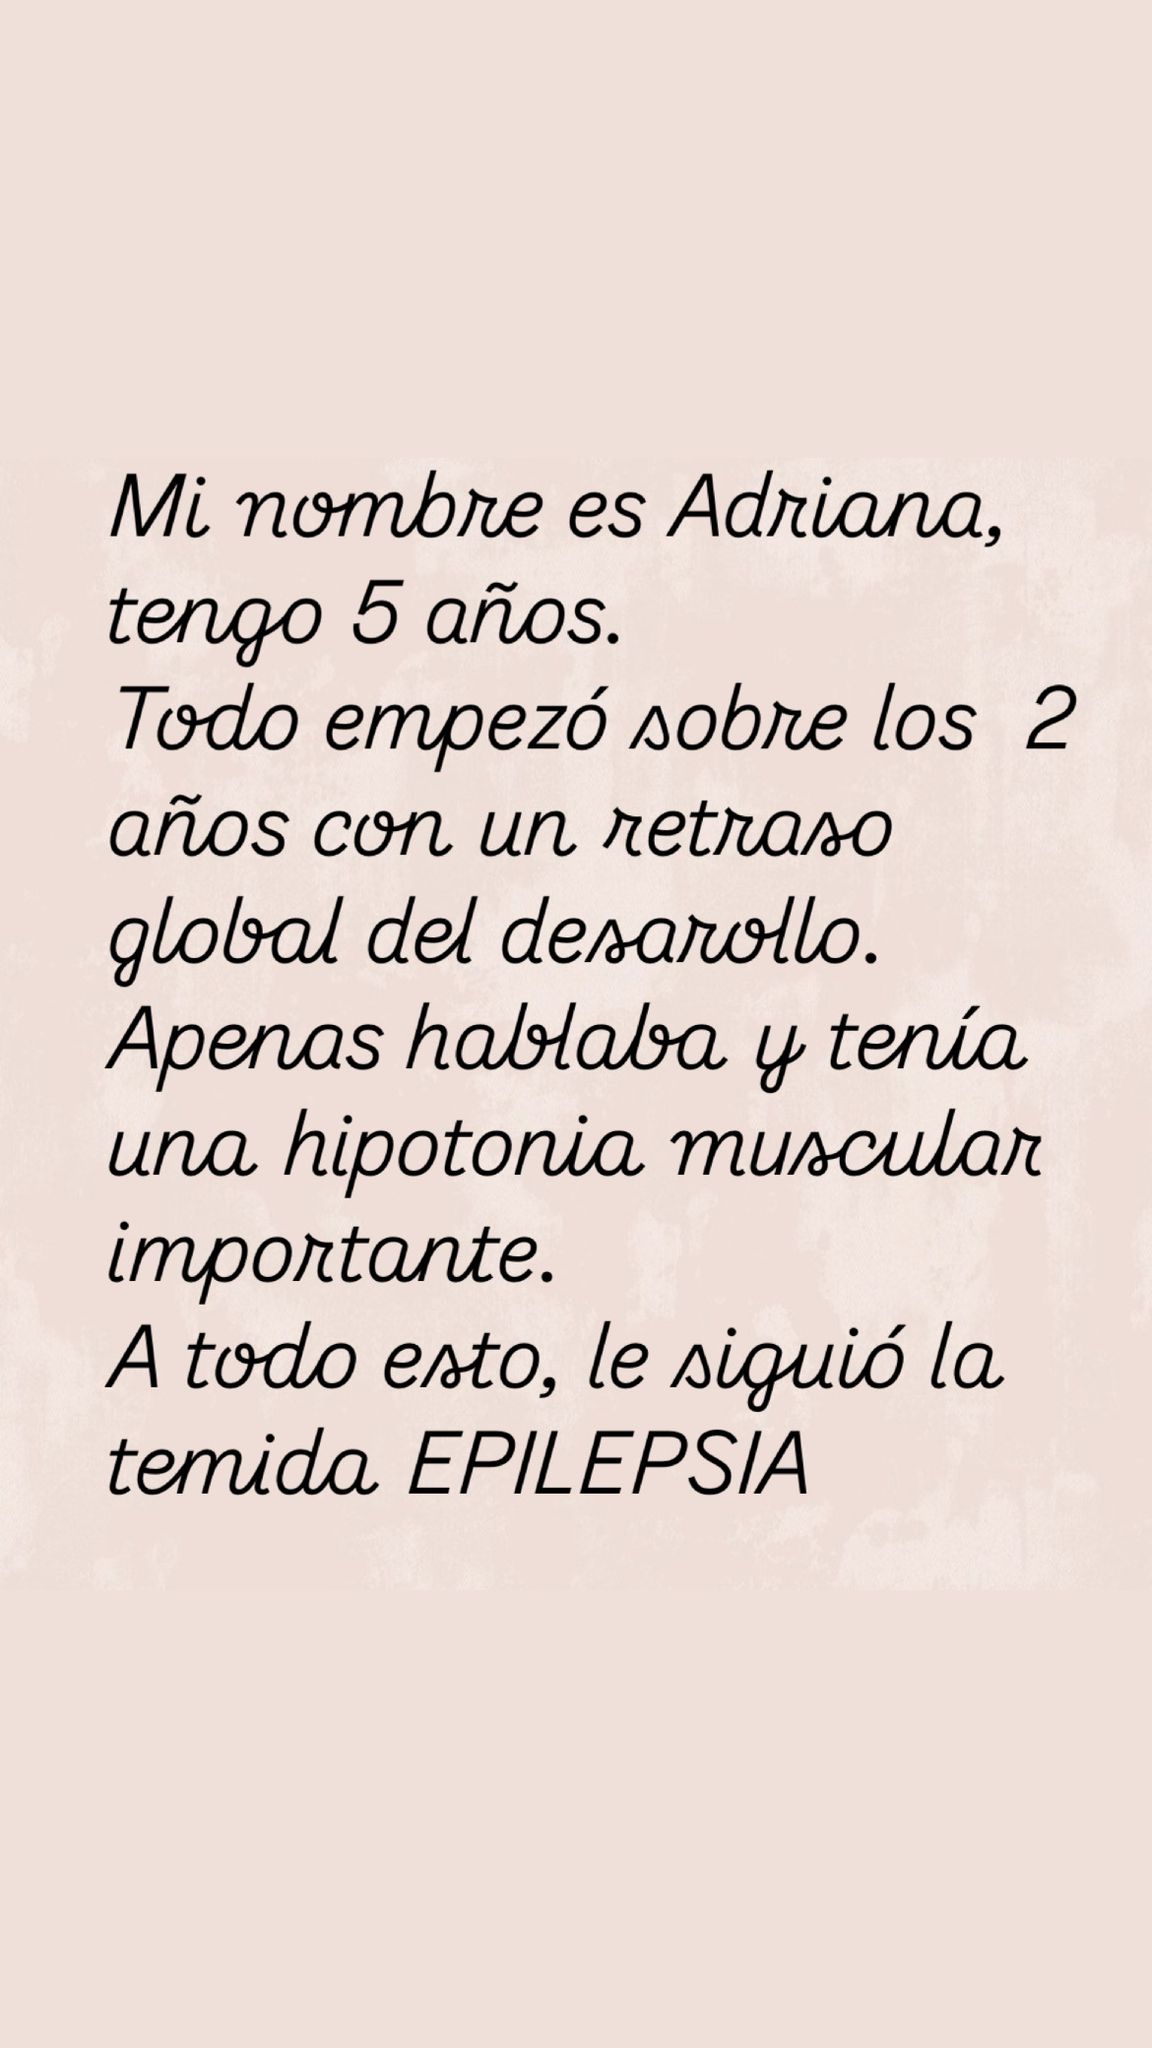 Mi nombre es Adriana,
tengo 5 años.
Todo empezó sobre los 2
años con un retraso
global del desarollo.
Apenas hablaba y tenía
una hipotonia muscular
importante.
A todo esto, le siguió la
temida EPILEPSIA